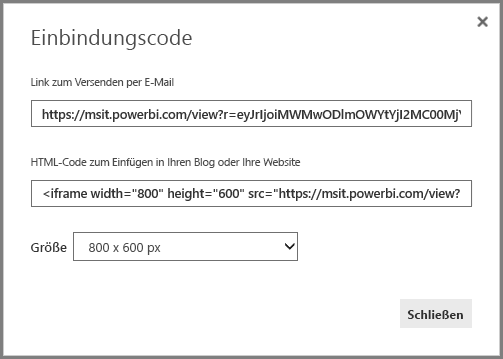 Einbindungscode
Link zum Versenden per E-Mail
https://msit.powerbi.com/view?r=eyJrIjoiMWMwODlmOWYtYjI2MC00Mj
HTML-Code zum Einfügen in Ihren Blog oder Ihre Website
<iframe width="800" height="600" src="https://msit.powerbi.com/view?
Größe 800 x 600 px
Schließen